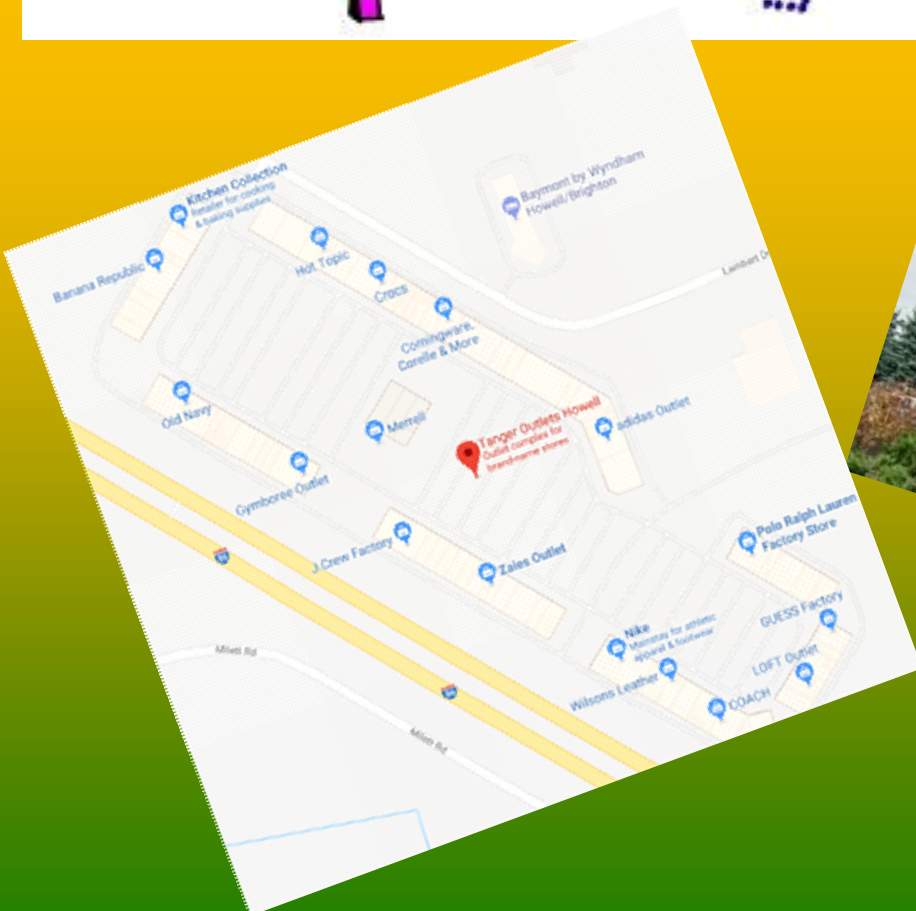 Kitchen Collection
Retailer for cooking
& baking supplies
Baymont by Wyndham
Howell/Brighton
Banana Republic
Hot Topic
Crocs
Lambert Dr
Corningware,
Corelle & More
Old Navy
Merrell
Tanger Outlets Howell
Outlet complex for
brand-name stores
adidas Outlet
Gymboree Outlet
J.Crew Factory
Zales Outlet
Polo Ralph Lauren
Factory Store
GUESS Factory
Nike
Mainstay for athletic
apparel & footwear
LOFT Outlet
Wilsons Leather
COACH
Milett Rd
Milett Rd